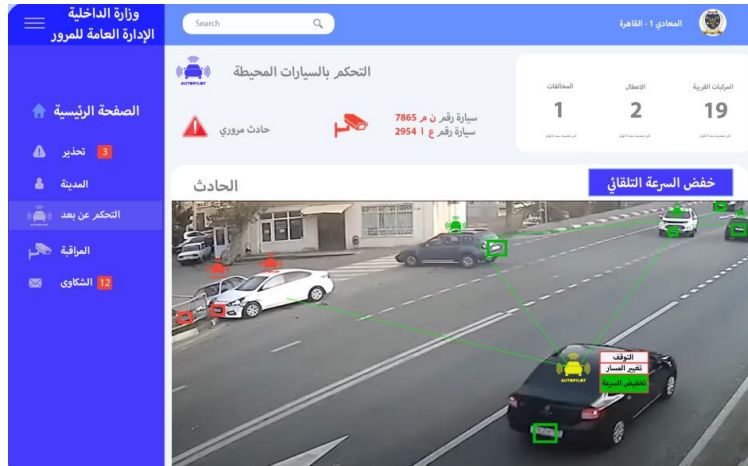 وزارة الداخلية
الإدارة العامة للمرور
Search
المعادي 1 - القاهرة
الصفحة الرئيسية
3 تحذير
المدينة
التحكم عن بعد
AUTOPILOT
المراقبة
12 الشكاوى
التحكم بالسيارات المحيطة
AUTOPILOT
سيارة رقم ن م 7865
سيارة رقم ع ا 2954
حادث مروري
المركبات القريبة
19
الاعطال
2
المخالفات
1
الحادث
خفض السرعة التلقائي
التوقف
تغيير المسار
تخفيض السرعة
AUTOPILOT